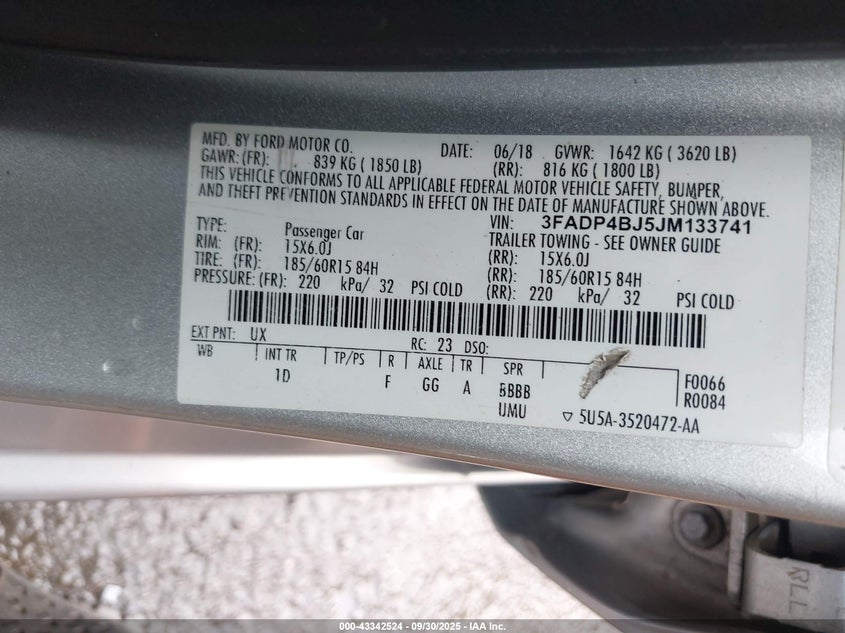 MFD. BY FORD MOTOR CO. DATE: 06/18 GVWR: 1642 KG ( 3620 LB)
GAWR: (FR): 839 KG ( 1850 LB) (RR): 816 KG ( 1800 LB)
THIS VEHICLE CONFORMS TO ALL APPLICABLE FEDERAL MOTOR VEHICLE SAFETY, BUMPER,
AND THEFT PREVENTION STANDARDS IN EFFECT ON THE DATE OF MANUFACTURE SHOWN ABOVE.
VIN: 3FADP4BJ5JM133741
TYPE: Passenger Car TRAILER TOWING - SEE OWNER GUIDE
RIM: (FR): 15X6.0J (RR): 15X6.0J
TIRE: (FR): 185/60R15 84H (RR): 185/60R15 84H
PRESSURE: (FR): 220 kPa/ 32 PSI COLD (RR): 220 kPa/ 32 PSI COLD
EXT PNT: UX RC: 23 DSO:
WB INT TR TP/PS R AXLE TR SPR
1D F GG A BBBB F0066
UMU R0084
▽ 5U5A-3520472-AA
RLL
000-43342524 - 09/30/2025 - IAA Inc.